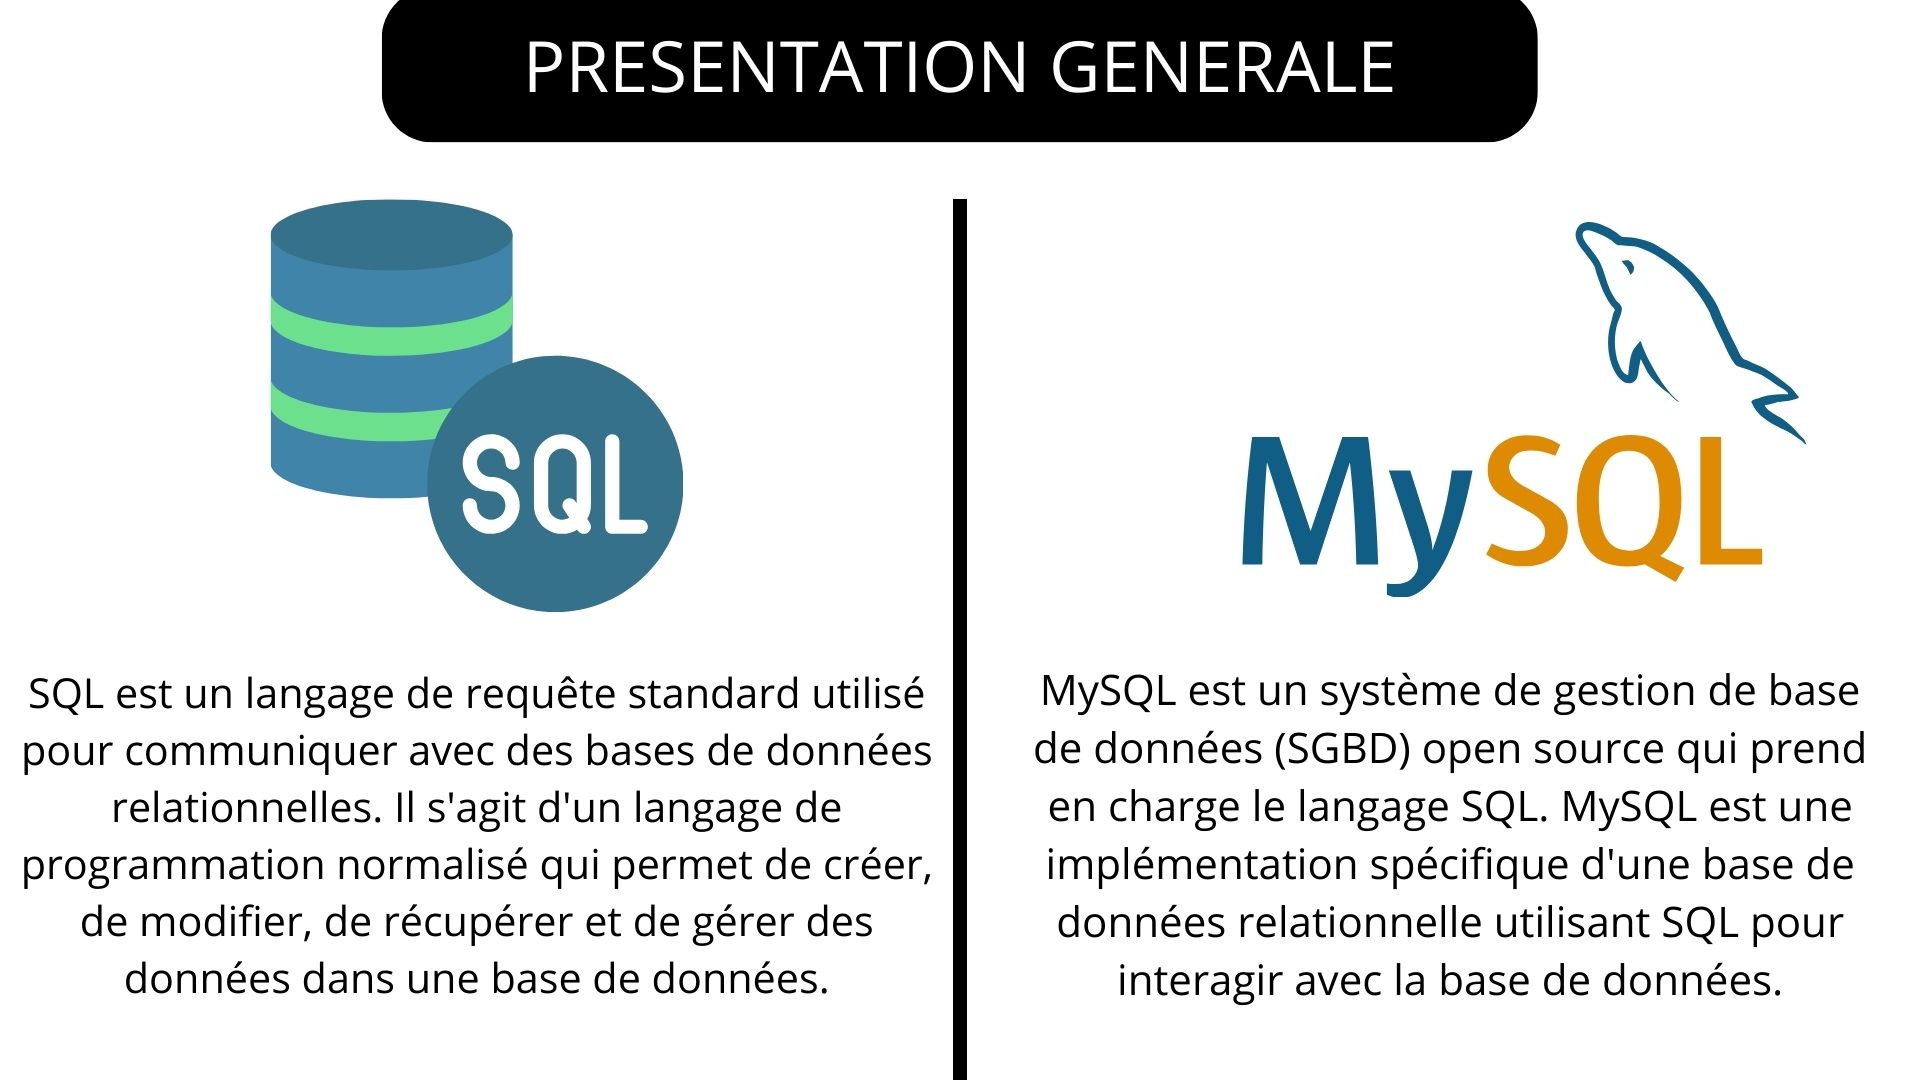 PRESENTATION GENERALE
SQL
SQL est un langage de requête standard utilisé
pour communiquer avec des bases de données
relationnelles. Il s'agit d'un langage de
programmation normalisé qui permet de créer,
de modifier, de récupérer et de gérer des
données dans une base de données.
MySQL
MySQL est un système de gestion de base
de données (SGBD) open source qui prend
en charge le langage SQL. MySQL est une
implémentation spécifique d'une base de
données relationnelle utilisant SQL pour
interagir avec la base de données.